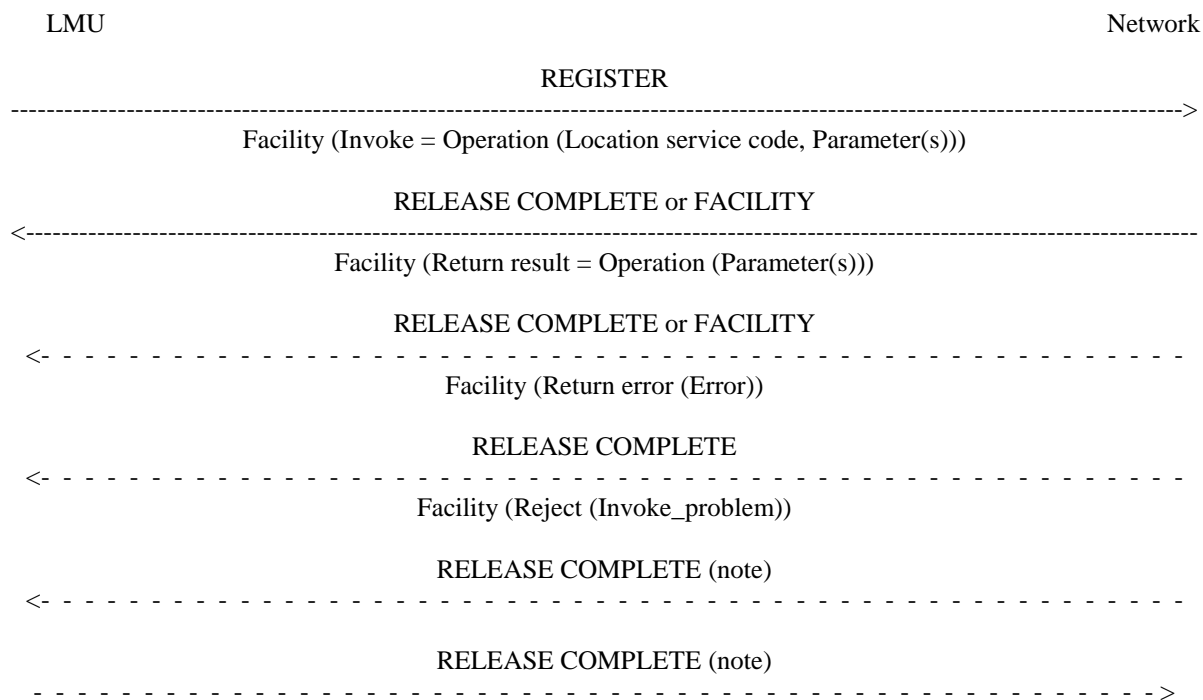 LMU Network
REGISTER
------------------------------------------------------------------------------------------------------------------------------------>
Facility (Invoke = Operation (Location service code, Parameter(s)))
RELEASE COMPLETE or FACILITY
<------------------------------------------------------------------------------------------------------------------------------------
Facility (Return result = Operation (Parameter(s)))
RELEASE COMPLETE or FACILITY
<- - - - - - - - - - - - - - - - - - - - - - - - - - - - - - - - - - - - - - - - - - - - - - - - - - - - - - - - -
Facility (Return error (Error))
RELEASE COMPLETE
<- - - - - - - - - - - - - - - - - - - - - - - - - - - - - - - - - - - - - - - - - - - - - - - - - - - - - - - - -
Facility (Reject (Invoke_problem))
RELEASE COMPLETE (note)
<- - - - - - - - - - - - - - - - - - - - - - - - - - - - - - - - - - - - - - - - - - - - - - - - - - - - - - - - -
RELEASE COMPLETE (note)
- - - - - - - - - - - - - - - - - - - - - - - - - - - - - - - - - - - - - - - - - - - - - - - - - - - - - - - - - >